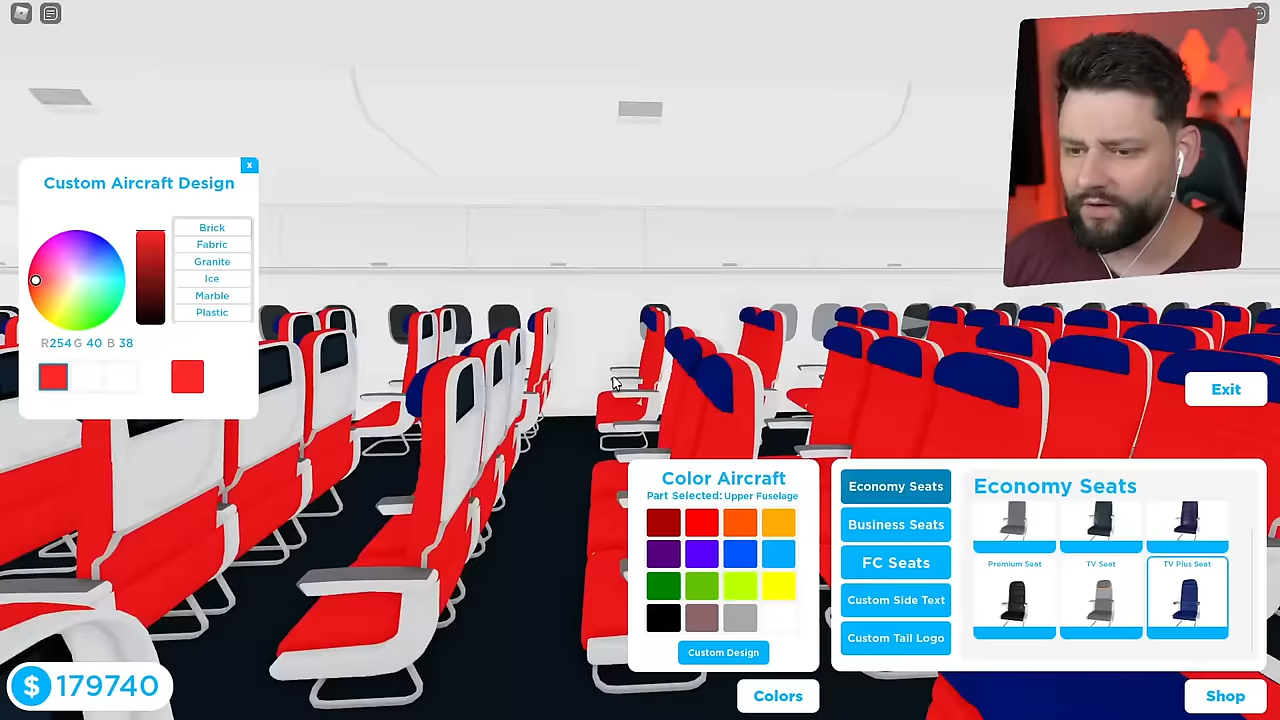 x
Custom Aircraft Design
Brick
Fabric
Granite
Ice
Marble
Plastic
R254 G 40 B 38
Exit
Color Aircraft
Part Selected: Upper Fuselage
Custom Design
Economy Seats
Business Seats
FC Seats
Custom Side Text
Custom Tail Logo
Economy Seats
Premium Seat
TV Seat
TV Plus Seat
$ 179740
Colors
Shop